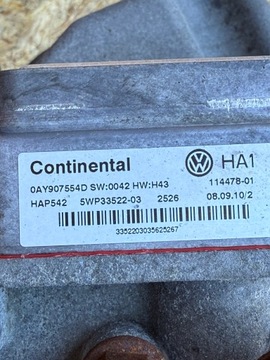 Continental HA1
0AY907554D SW:0042 HW:H43 114478-01
HAP542 5WP33522-03 2526 08.09.10/2
3352203035625267